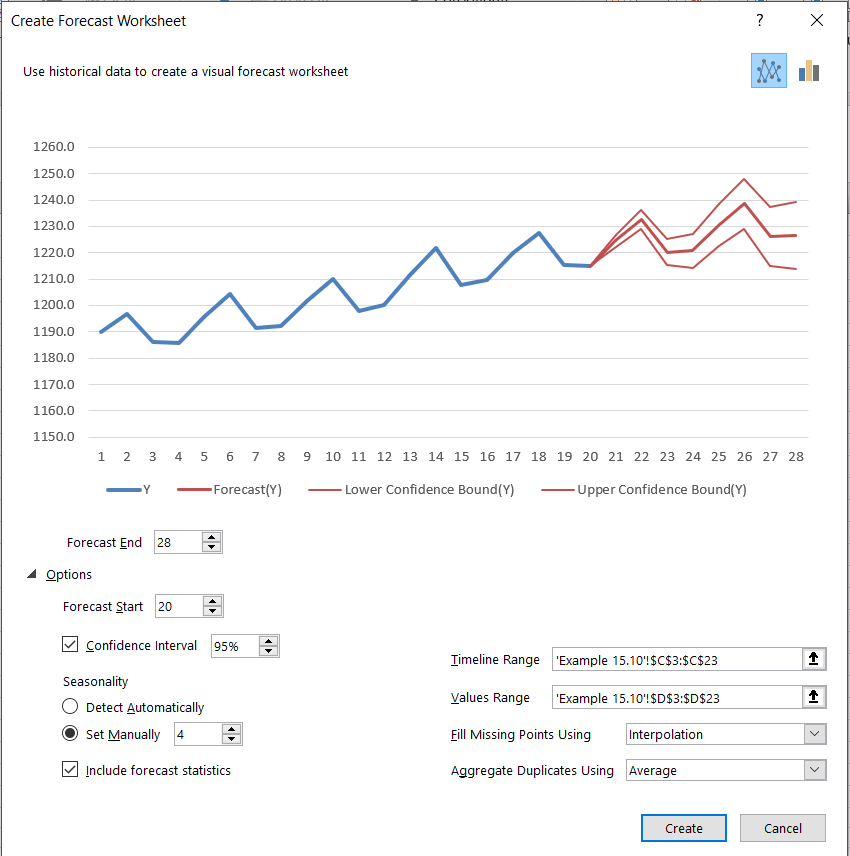 Create Forecast Worksheet
?
Use historical data to create a visual forecast worksheet
1260.0
1250.0
1240.0
1230.0
1220.0
1210.0
1200.0
1190.0
1180.0
1170.0
1160.0
1150.0
1 2 3 4 5 6 7 8 9 10 11 12 13 14 15 16 17 18 19 20 21 22 23 24 25 26 27 28
Y Forecast(Y) Lower Confidence Bound(Y) Upper Confidence Bound(Y)
Forecast End 28
Options
Forecast Start 20
Confidence Interval 95%
Seasonality
Detect Automatically
Set Manually 4
Include forecast statistics
Timeline Range 'Example 15.10'!$C$3:$C$23
Values Range 'Example 15.10'!$D$3:$D$23
Fill Missing Points Using Interpolation
Aggregate Duplicates Using Average
Create Cancel